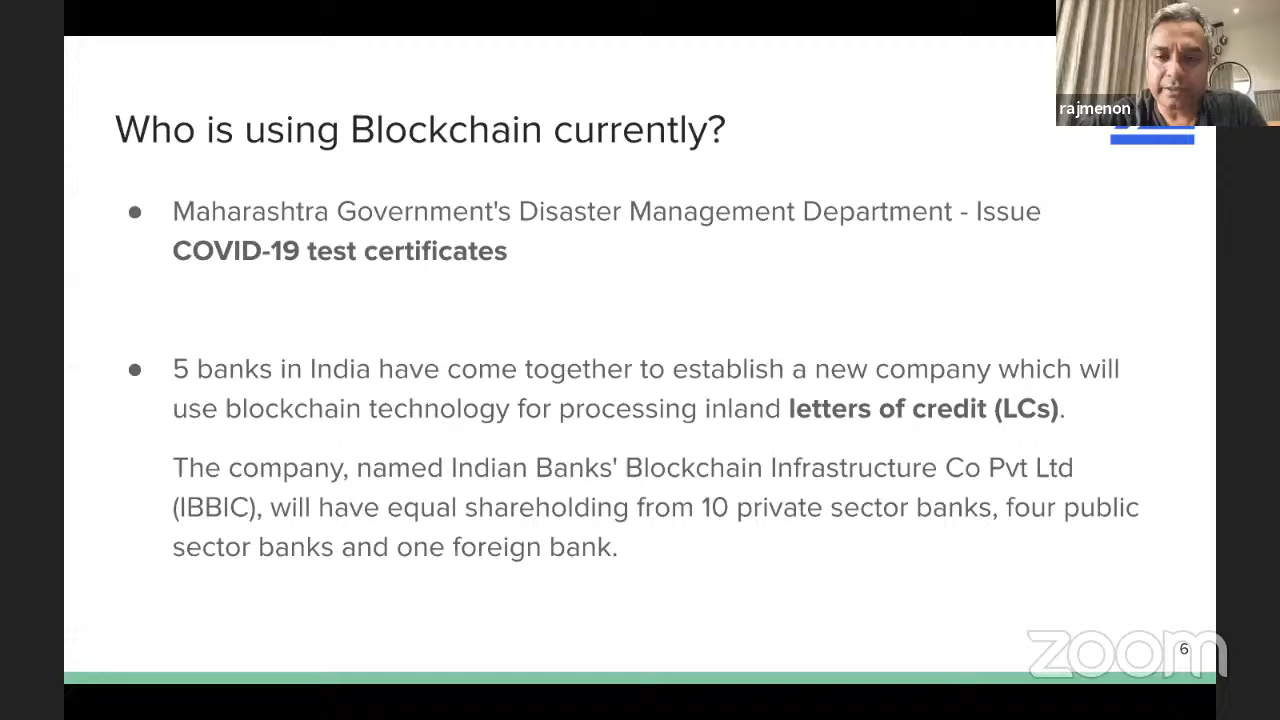 rajmenon
Who is using Blockchain currently?
● Maharashtra Government's Disaster Management Department - Issue
COVID-19 test certificates
● 5 banks in India have come together to establish a new company which will
use blockchain technology for processing inland letters of credit (LCs).
The company, named Indian Banks' Blockchain Infrastructure Co Pvt Ltd
(IBBIC), will have equal shareholding from 10 private sector banks, four public
sector banks and one foreign bank.
zoom
6